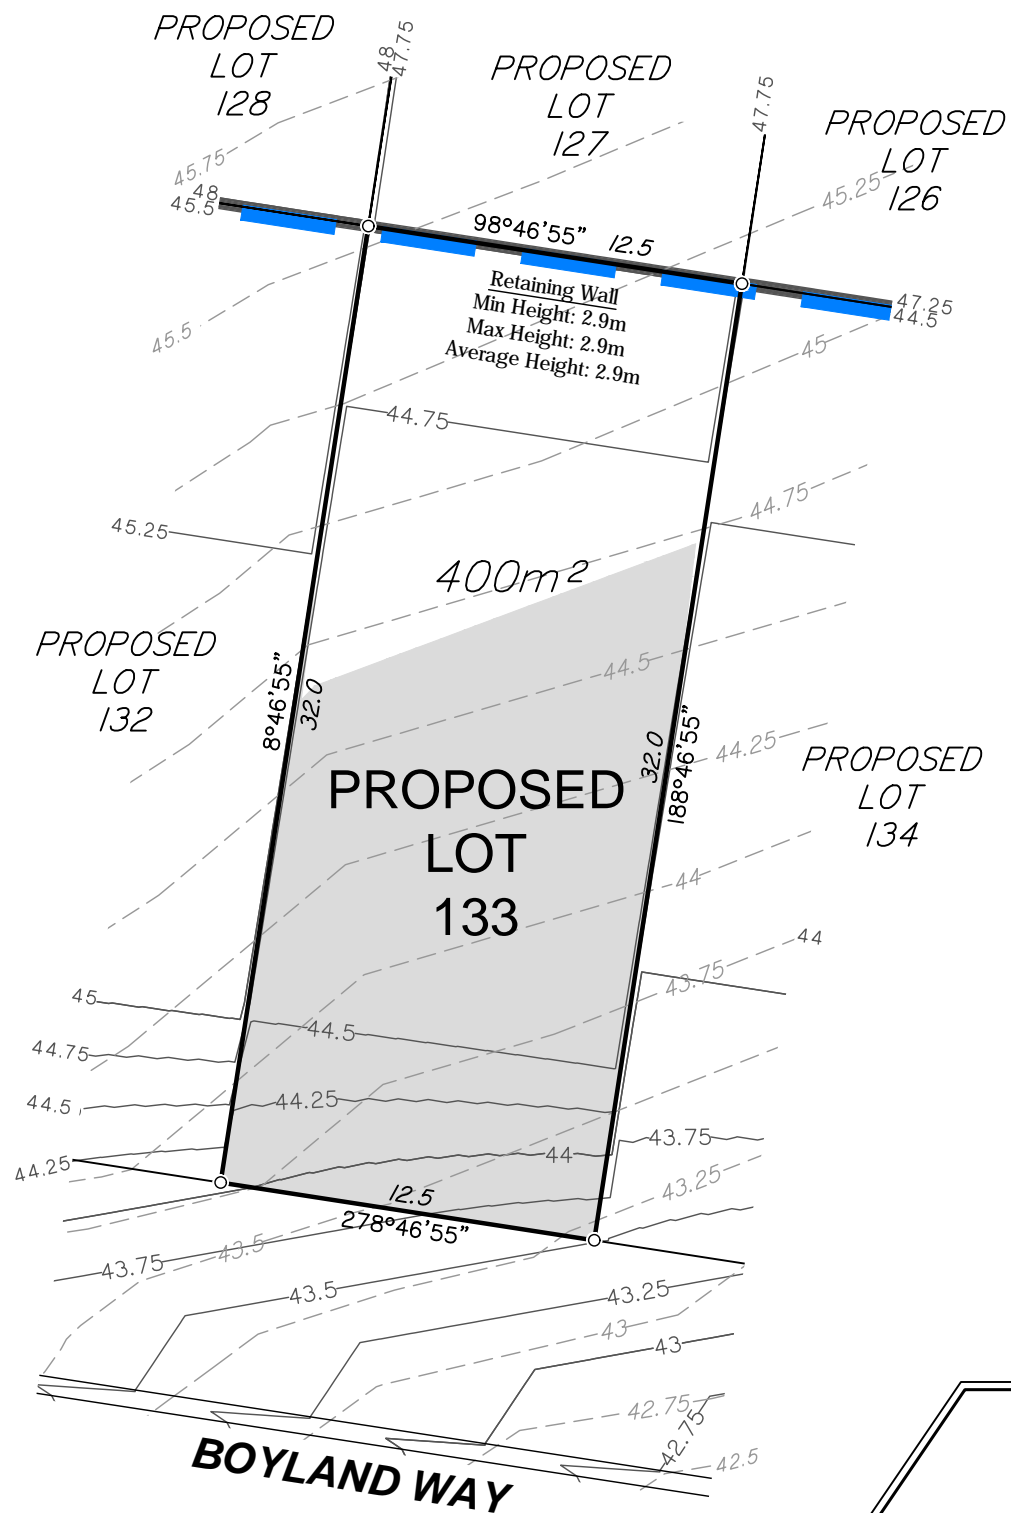 PROPOSED
LOT
128
48
47.75
PROPOSED
LOT
127
47.75
PROPOSED
LOT
126
45.75
48
45.5
45.25
98°46'55" 12.5
Retaining Wall
Min Height: 2.9m
Max Height: 2.9m
Average Height: 2.9m
47.25
44.5
45.5
45
44.75
45.25
44.75
400m²
PROPOSED
LOT
132
8°46'55"
32.0
44.5
32.0
188°46'55"
44.25
PROPOSED
LOT
134
PROPOSED
LOT
133
44
44
43.75
45
44.5
44.75
44.5
44.25
44.25
44
43.75
43.25
12.5
278°46'55"
43.75
43.5
43.5
43.25
43
43
42.75
42.75
42.5
BOYLAND WAY